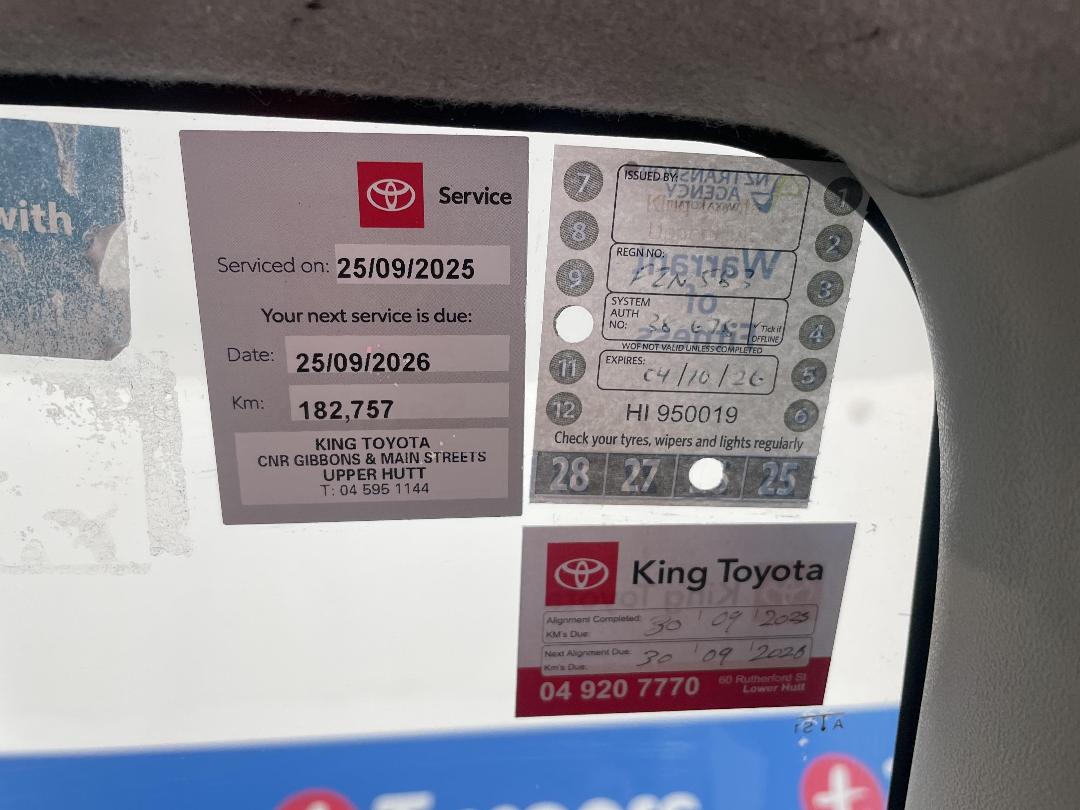 with
Service
Serviced on: 25/09/2025
Your next service is due:
Date: 25/09/2026
Km: 182,757
KING TOYOTA
CNR GIBBONS & MAIN STREETS
UPPER HUTT
T: 04 595 1144
7
8
9
11
12
ISSUED BY:
NZ TRANSPORT
AGENCY
REGN NO:
Warrant
of
SYSTEM
AUTH
NO:
Tick if
OFFLINE
WOF NOT VALID UNLESS COMPLETED
EXPIRES:
04/10/26
HI 950019
1
2
3
4
5
6
Check your tyres, wipers and lights regularly
28 27 25
King Toyota
Alignment Completed: 30 09 2025
KM's Due:
Next Alignment Due: 30 09 2026
Km's Due:
04 920 7770
60 Rutherford St
Lower Hutt